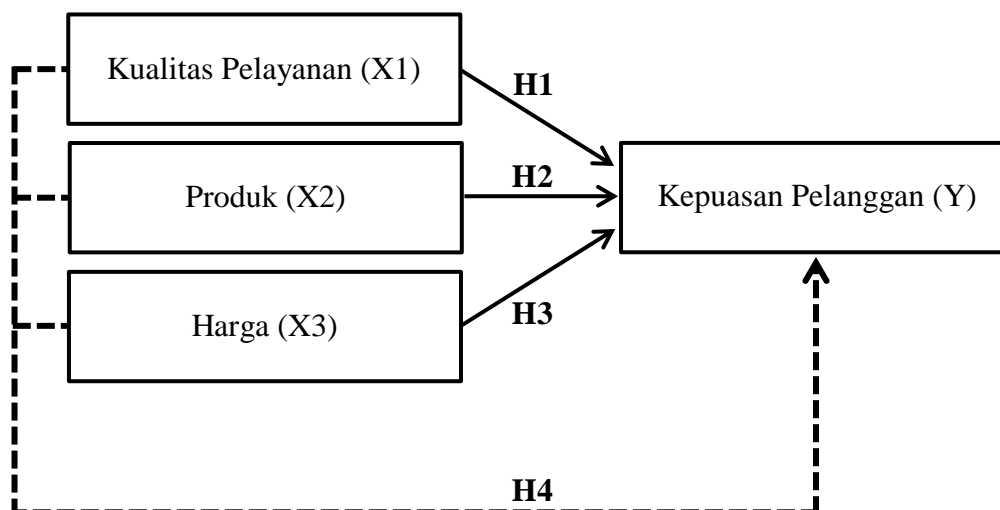 Kualitas Pelayanan (X1)
H1
Produk (X2)
H2
Kepuasan Pelanggan (Y)
Harga (X3)
H3
H4